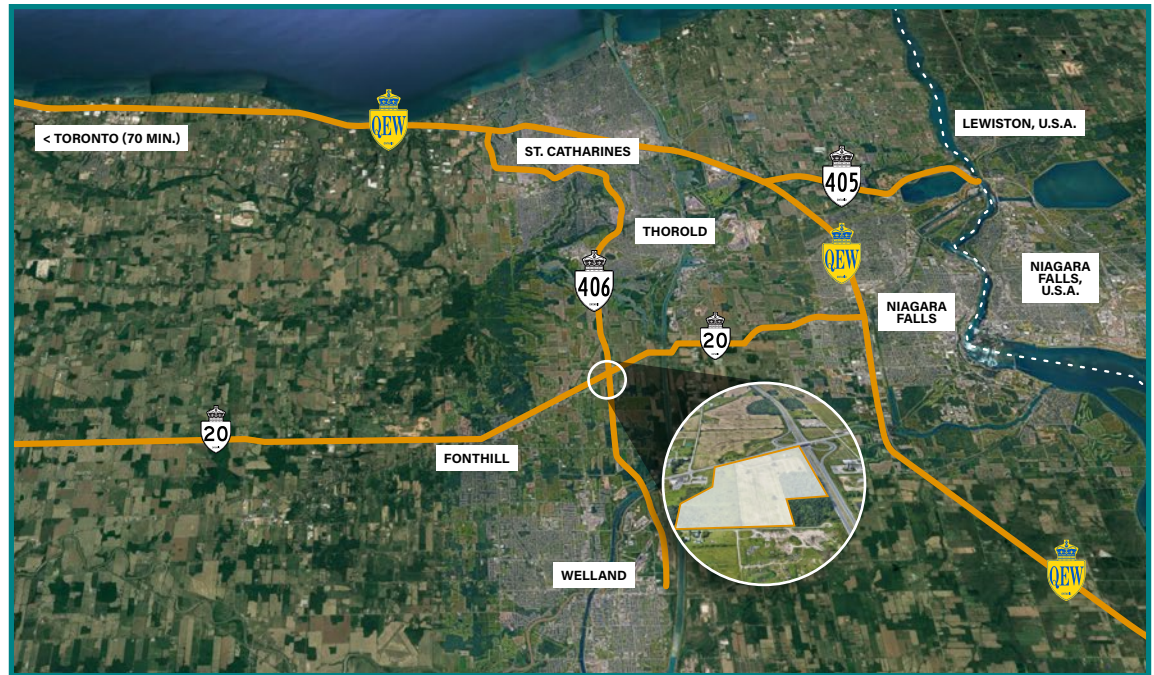 < TORONTO (70 MIN.)
QEW
ST. CATHARINES
LEWISTON, U.S.A.
405
THOROLD
QEW
NIAGARA
FALLS,
U.S.A.
406
NIAGARA
FALLS
20
20
FONTHILL
WELLAND
QEW